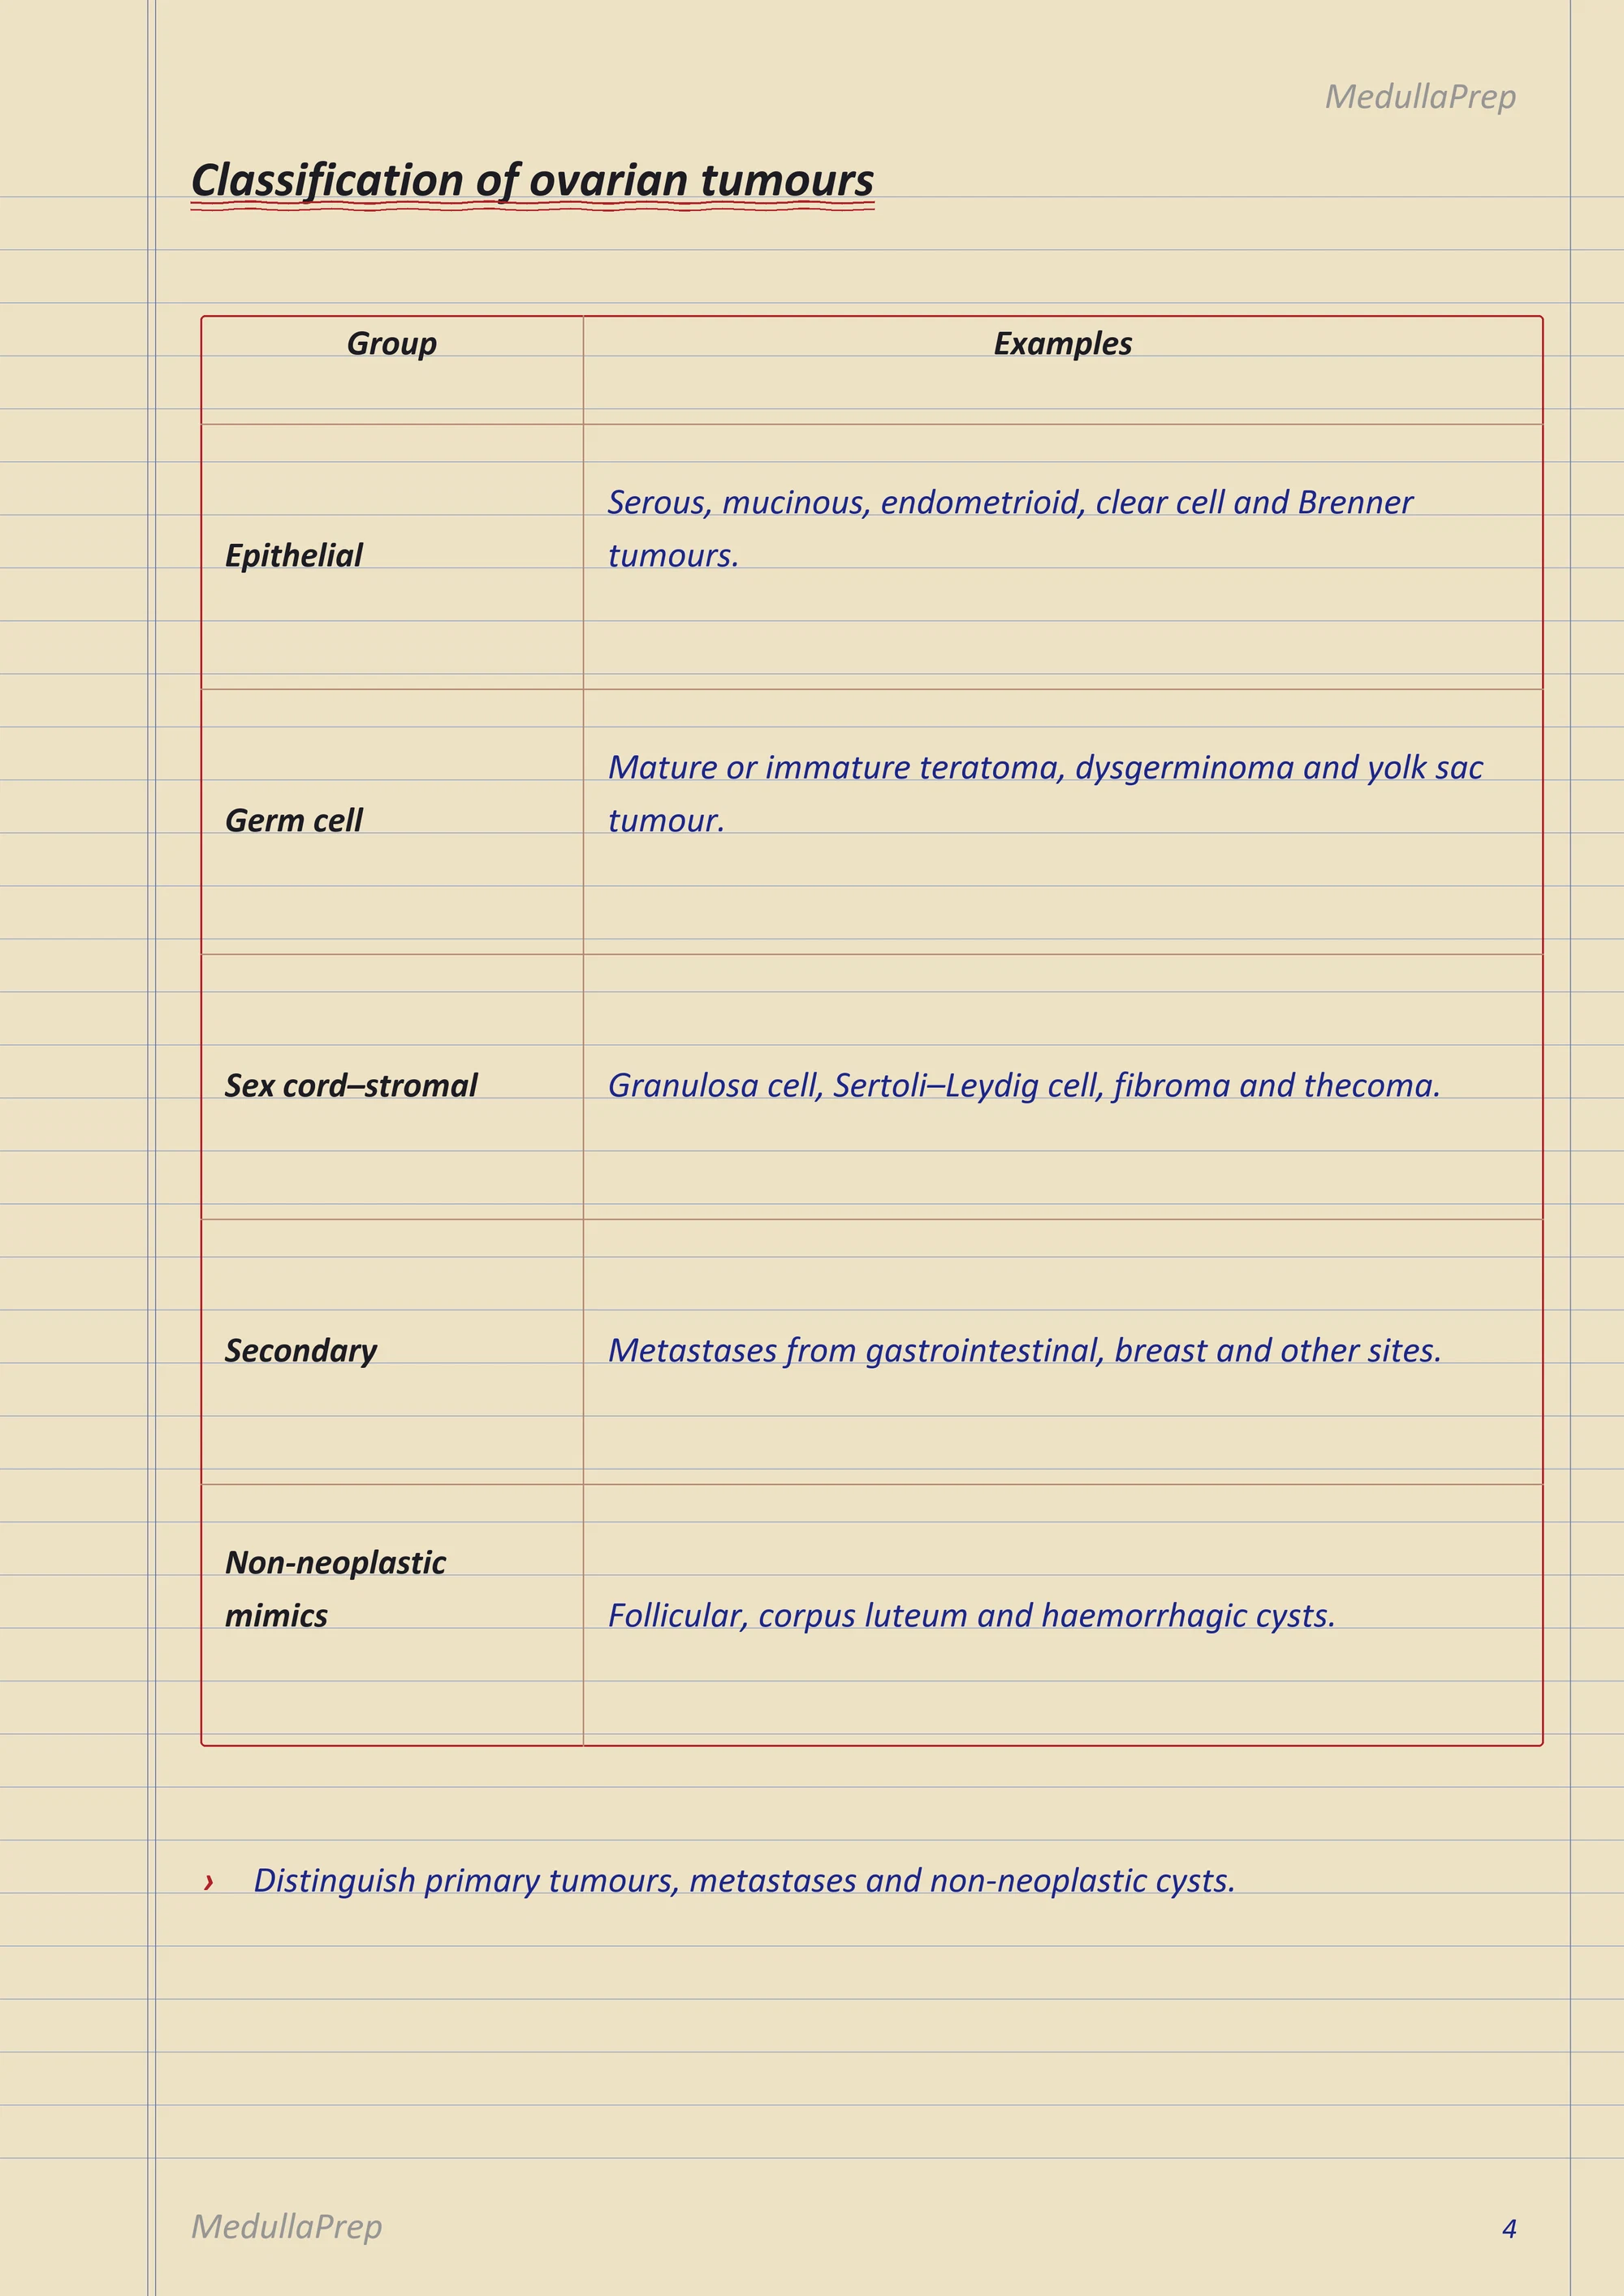 MedullaPrep
Classification of ovarian tumours
Group Examples
Epithelial
Serous, mucinous, endometrioid, clear cell and Brenner
tumours.
Germ cell
Mature or immature teratoma, dysgerminoma and yolk sac
tumour.
Sex cord–stromal
Granulosa cell, Sertoli–Leydig cell, fibroma and thecoma.
Secondary
Metastases from gastrointestinal, breast and other sites.
Non-neoplastic
mimics
Follicular, corpus luteum and haemorrhagic cysts.
› Distinguish primary tumours, metastases and non-neoplastic cysts.
MedullaPrep
4